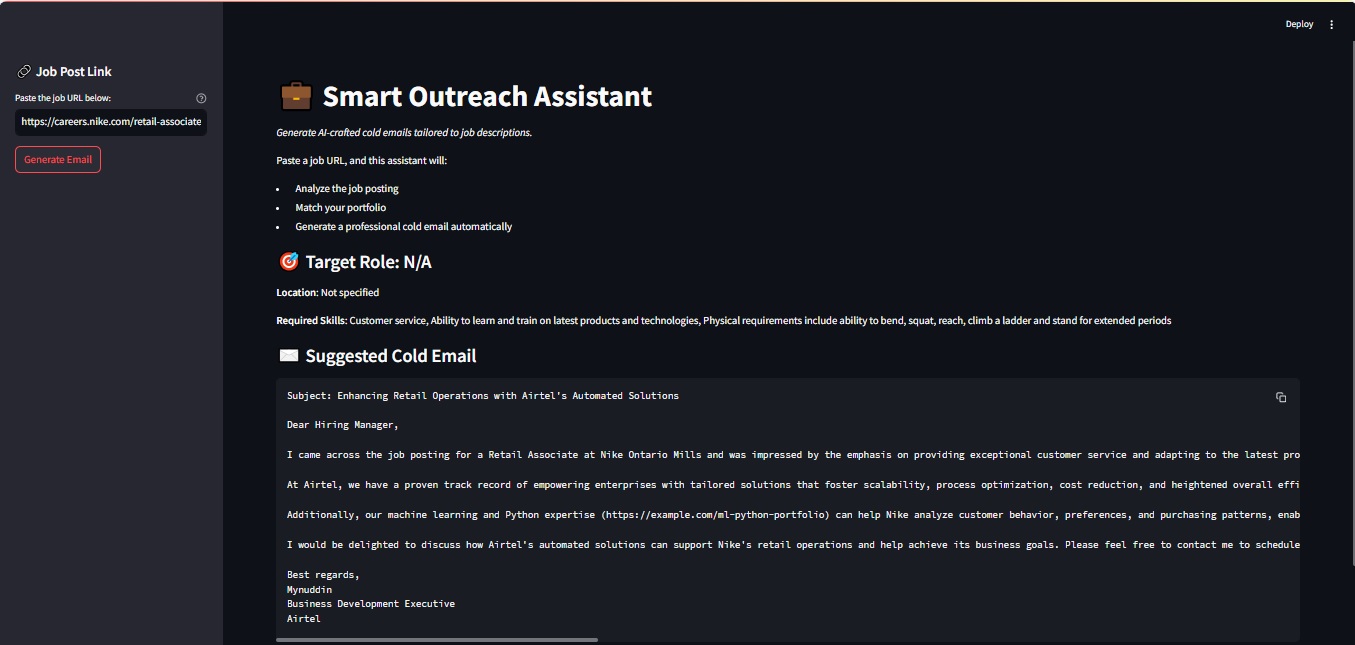 Deploy
Job Post Link
Paste the job URL below:
https://careers.nike.com/retail-associate
Generate Email
Smart Outreach Assistant
Generate AI-crafted cold emails tailored to job descriptions.
Paste a job URL, and this assistant will:
• Analyze the job posting
• Match your portfolio
• Generate a professional cold email automatically
Target Role: N/A
Location: Not specified
Required Skills: Customer service, Ability to learn and train on latest products and technologies, Physical requirements include ability to bend, squat, reach, climb a ladder and stand for extended periods
Suggested Cold Email
Subject: Enhancing Retail Operations with Airtel's Automated Solutions
Dear Hiring Manager,
I came across the job posting for a Retail Associate at Nike Ontario Mills and was impressed by the emphasis on providing exceptional customer service and adapting to the latest pro
At Airtel, we have a proven track record of empowering enterprises with tailored solutions that foster scalability, process optimization, cost reduction, and heightened overall effi
Additionally, our machine learning and Python expertise (https://example.com/ml-python-portfolio) can help Nike analyze customer behavior, preferences, and purchasing patterns, enab
I would be delighted to discuss how Airtel's automated solutions can support Nike's retail operations and help achieve its business goals. Please feel free to contact me to schedule
Best regards,
Mynuddin
Business Development Executive
Airtel